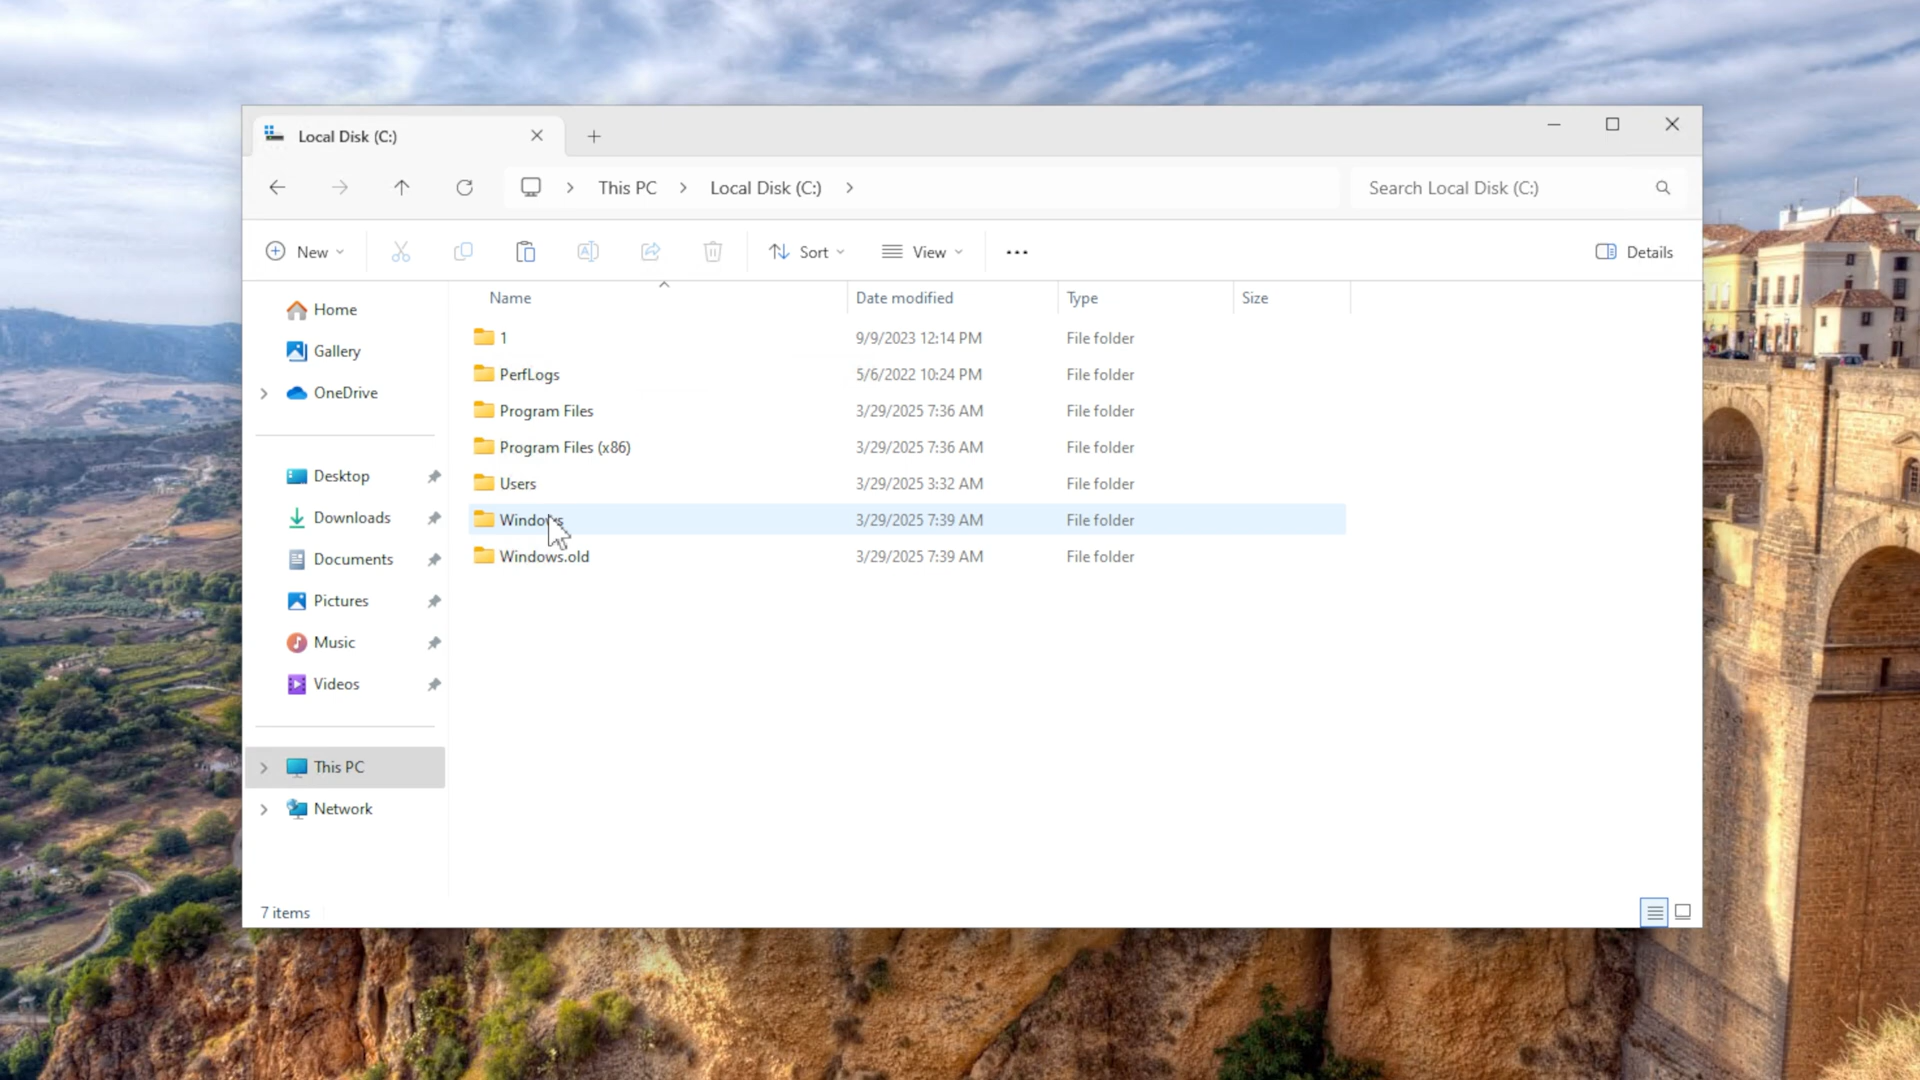 Local Disk (C:)
This PC
Local Disk (C:)
Search Local Disk (C:)
New
Sort
View
Details
Name
Date modified
Type
Size
Home
Gallery
OneDrive
Desktop
Downloads
Documents
Pictures
Music
Videos
This PC
Network
1 9/9/2023 12:14 PM File folder
PerfLogs 5/6/2022 10:24 PM File folder
Program Files 3/29/2025 7:36 AM File folder
Program Files (x86) 3/29/2025 7:36 AM File folder
Users 3/29/2025 3:32 AM File folder
Windows 3/29/2025 7:39 AM File folder
Windows.old 3/29/2025 7:39 AM File folder
7 items